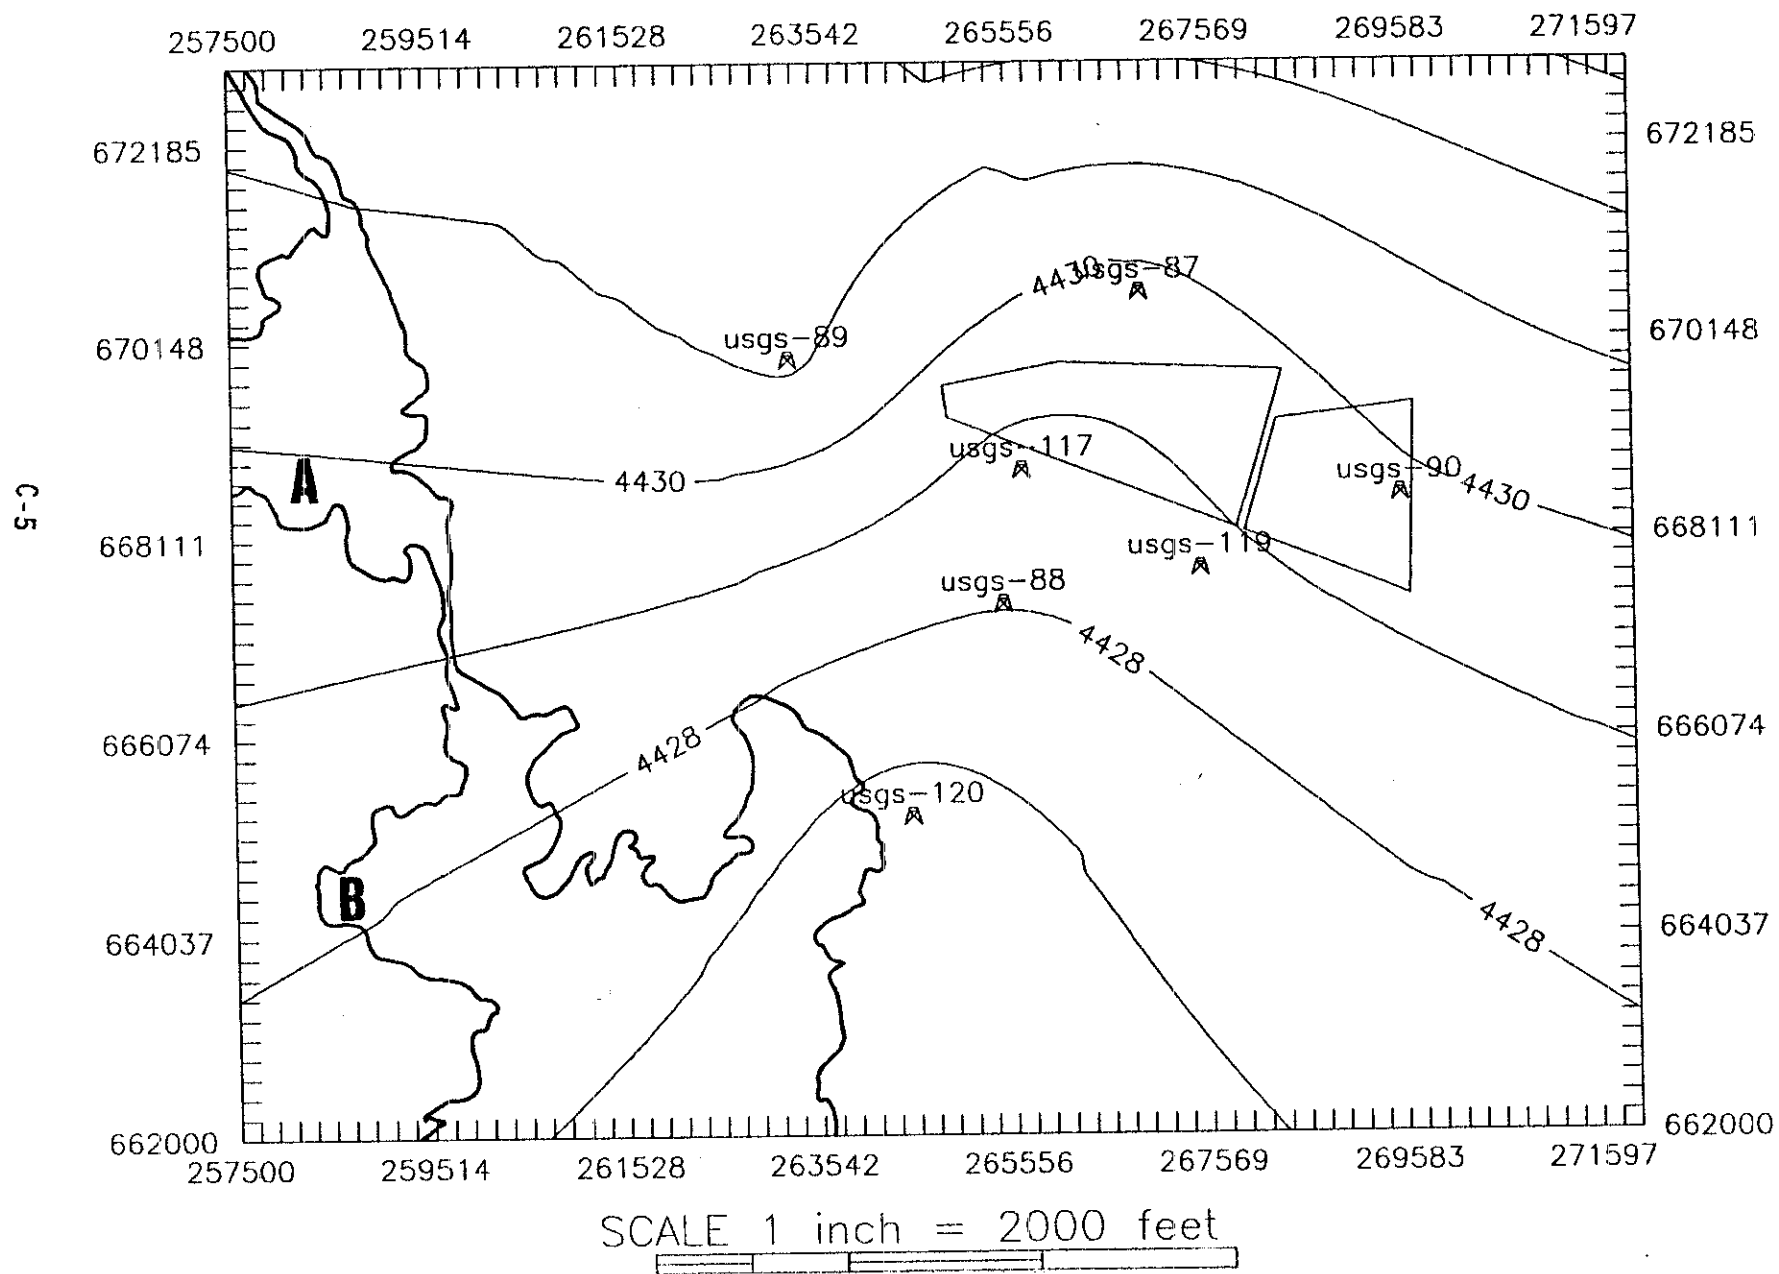 257500 259514 261528 263542 265556 267569 269583 271597
672185 672185
4430 usgs-87
usgs-89
670148 670148
usgs-117
usgs-90
A 4430 4430
C-5
668111 668111
usgs-119
usgs-88
4428
666074 666074
4428
usgs-120
B
4428
664037 664037
662000 662000
257500 259514 261528 263542 265556 267569 269583 271597
SCALE 1 inch = 2000 feet